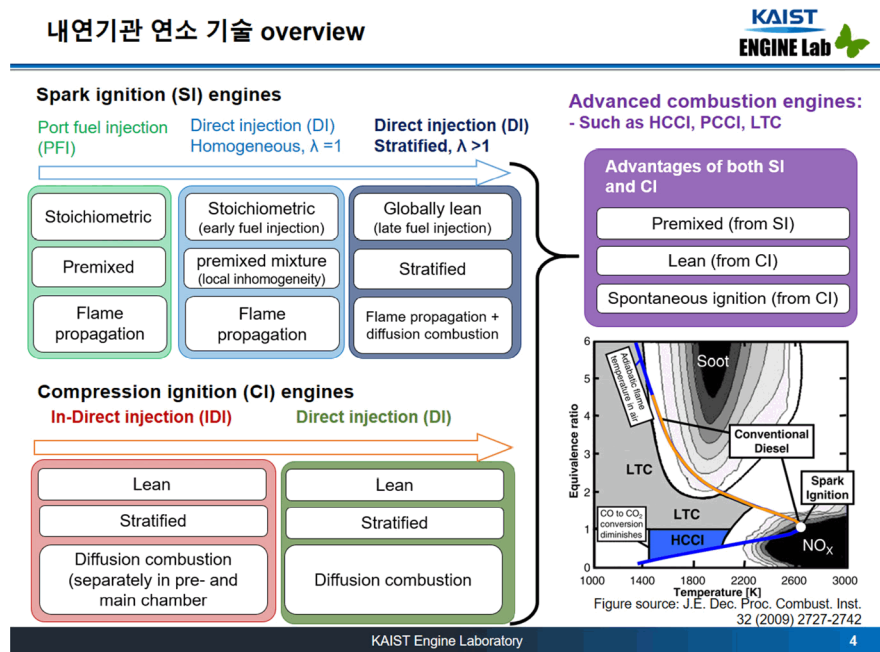 내연기관 연소 기술 overview
KAIST
ENGINE Lab
Spark ignition (SI) engines
Port fuel injection
(PFI)
Direct injection (DI)
Homogeneous, λ =1
Direct injection (DI)
Stratified, λ >1
Stoichiometric
Premixed
Flame
propagation
Stoichiometric
(early fuel injection)
premixed mixture
(local inhomogeneity)
Flame
propagation
Globally lean
(late fuel injection)
Stratified
Flame propagation +
diffusion combustion
Compression ignition (CI) engines
In-Direct injection (IDI)
Direct injection (DI)
Lean
Stratified
Diffusion combustion
(separately in pre- and
main chamber
Lean
Stratified
Diffusion combustion
Advanced combustion engines:
- Such as HCCI, PCCI, LTC
Advantages of both SI
and CI
Premixed (from SI)
Lean (from CI)
Spontaneous ignition (from CI)
Equivalence ratio
6
5
4
3
2
1
0
Adiabatic flame
temperature in air
Soot
Conventional
Diesel
Spark
Ignition
LTC
LTC
CO to CO₂
conversion
diminishes
HCCI
NOx
1000 1400 1800 2200 2600 3000
Temperature [K]
Figure source: J.E. Dec. Proc. Combust. Inst.
32 (2009) 2727-2742
KAIST Engine Laboratory
4